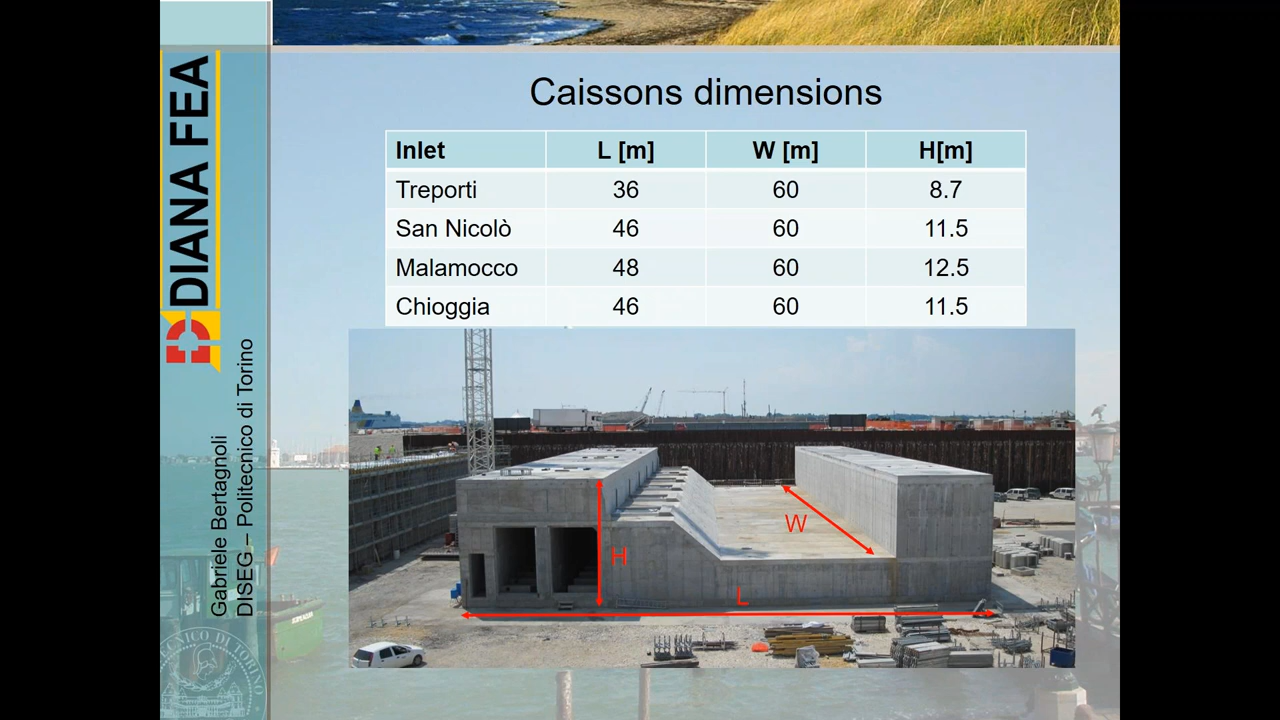 Caissons dimensions
Inlet L [m] W [m] H[m]
Treporti 36 60 8.7
San Nicolò 46 60 11.5
Malamocco 48 60 12.5
Chioggia 46 60 11.5
H
W
L
DIANA FEA
Gabriele Bertagnoli
DISEG – Politecnico di Torino